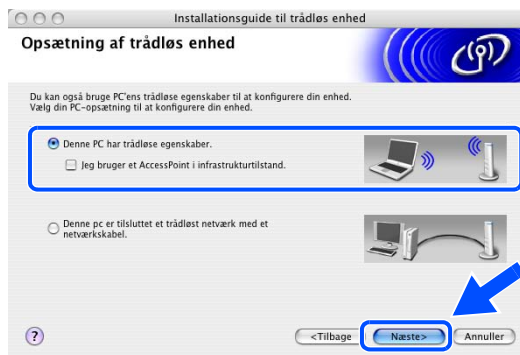 Installationsguide til trådløs enhed
Opsætning af trådløs enhed
Du kan også bruge PC'ens trådløse egenskaber til at konfigurere din enhed.
Vælg din PC-opsætning til at konfigurere din enhed.
Denne PC har trådløse egenskaber.
Jeg bruger et AccessPoint i infrastrukturtilstand.
Denne pc er tilsluttet et trådløst netværk med et
netværkskabel.
?
<Tilbage
Næste>
Annuller